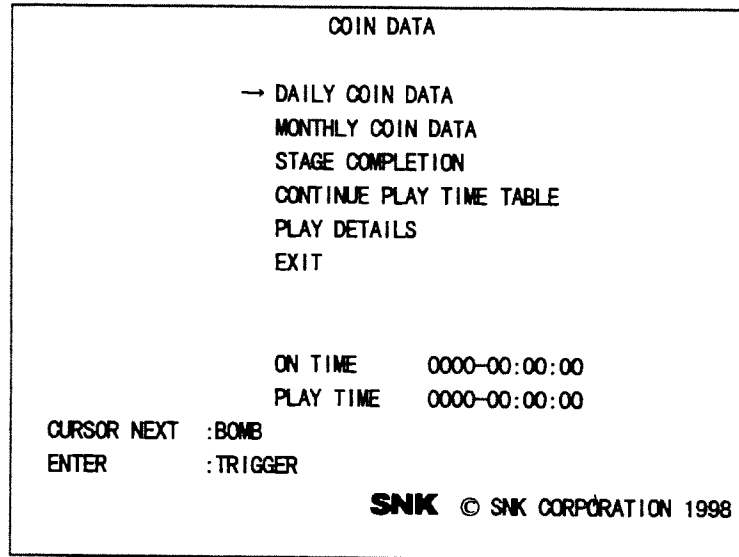 COIN DATA
→ DAILY COIN DATA
MONTHLY COIN DATA
STAGE COMPLETION
CONTINUE PLAY TIME TABLE
PLAY DETAILS
EXIT
ON TIME 0000-00:00:00
PLAY TIME 0000-00:00:00
CURSOR NEXT :BOMB
ENTER :TRIGGER
SNK © SNK CORPORATION 1998